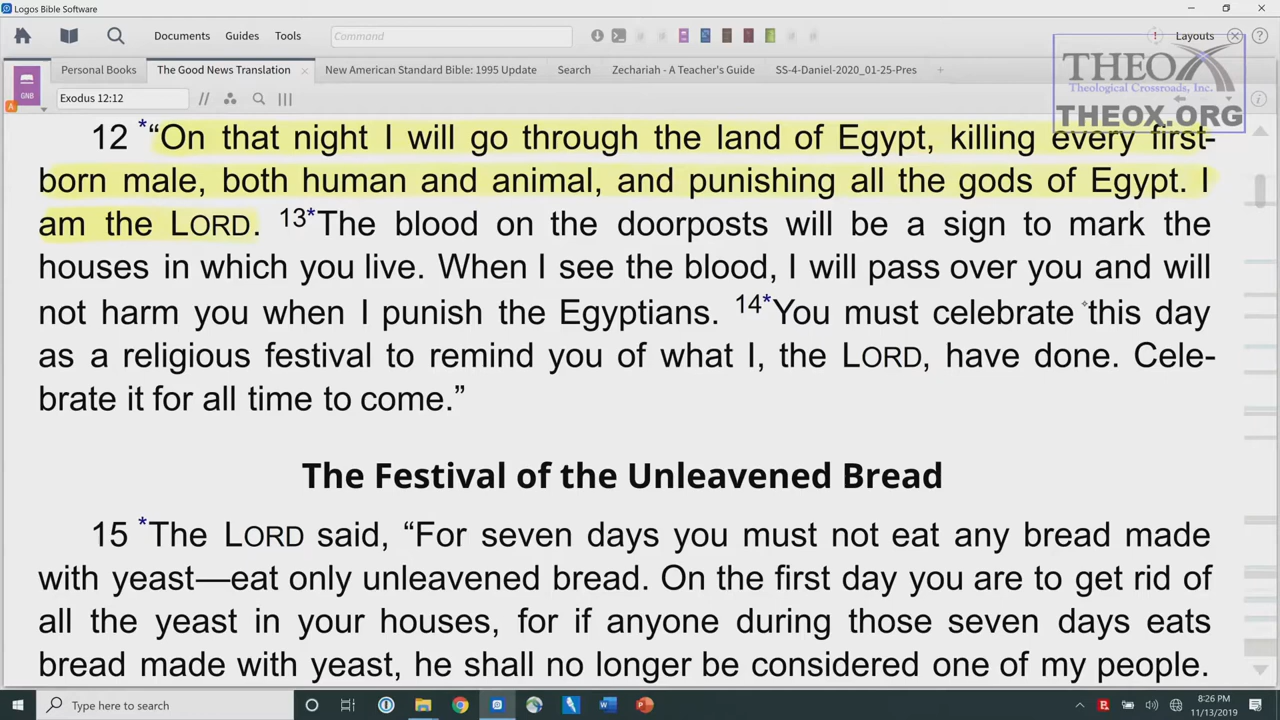 Logos Bible Software
Documents Guides Tools Command Layouts
THEOX
Theological Crossroads, Inc.
THEOX.ORG
Personal Books The Good News Translation New American Standard Bible: 1995 Update Search Zechariah - A Teacher's Guide SS-4-Daniel-2020_01-25-Pres
GNB
Exodus 12:12
12 *“On that night I will go through the land of Egypt, killing every first-
born male, both human and animal, and punishing all the gods of Egypt. I
am the LORD. 13*The blood on the doorposts will be a sign to mark the
houses in which you live. When I see the blood, I will pass over you and will
not harm you when I punish the Egyptians. 14*You must celebrate this day
as a religious festival to remind you of what I, the LORD, have done. Cele-
brate it for all time to come.”
The Festival of the Unleavened Bread
15 *The LORD said, “For seven days you must not eat any bread made
with yeast—eat only unleavened bread. On the first day you are to get rid of
all the yeast in your houses, for if anyone during those seven days eats
bread made with yeast, he shall no longer be considered one of my people.
Type here to search
8:26 PM
11/13/2019